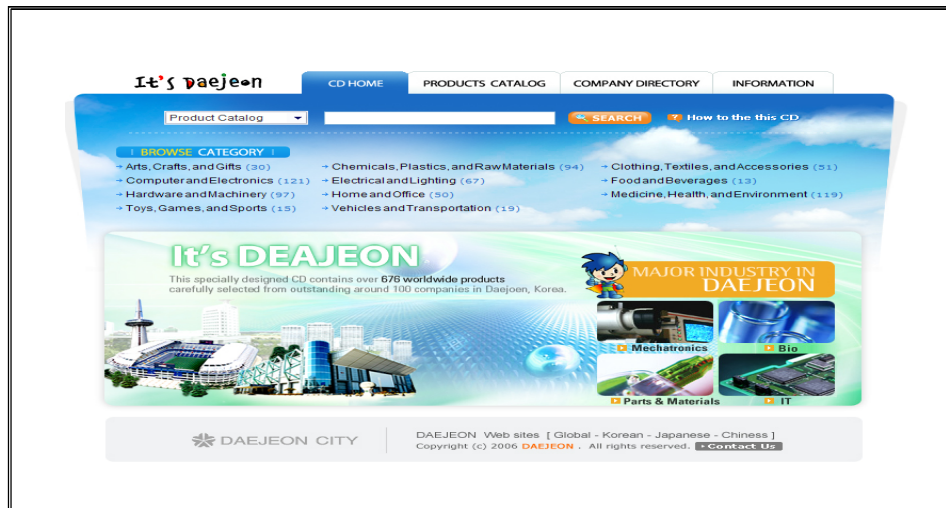 It's Daejeon
CD HOME PRODUCTS CATALOG COMPANY DIRECTORY INFORMATION
Product Catalog SEARCH ? How to the this CD
BROWSE CATEGORY
Arts, Crafts, and Gifts (30) Chemicals, Plastics, and Raw Materials (94) Clothing, Textiles, and Accessories (51)
Computer and Electronics (121) Electrical and Lighting (67) Food and Beverages (13)
Hardware and Machinery (97) Home and Office (50) Medicine, Health, and Environment (119)
Toys, Games, and Sports (15) Vehicles and Transportation (19)
It's DEAJEON
This specially designed CD contains over 676 worldwide products
carefully selected from outstanding around 100 companies in Daejoen, Korea.
MAJOR INDUSTRY IN
DAEJEON
Mechatronics Bio
Parts & Materials IT
DAEJEON CITY
DAEJEON Web sites [ Global - Korean - Japanese - Chiness ]
Copyright (c) 2006 DAEJEON . All rights reserved. Contact Us